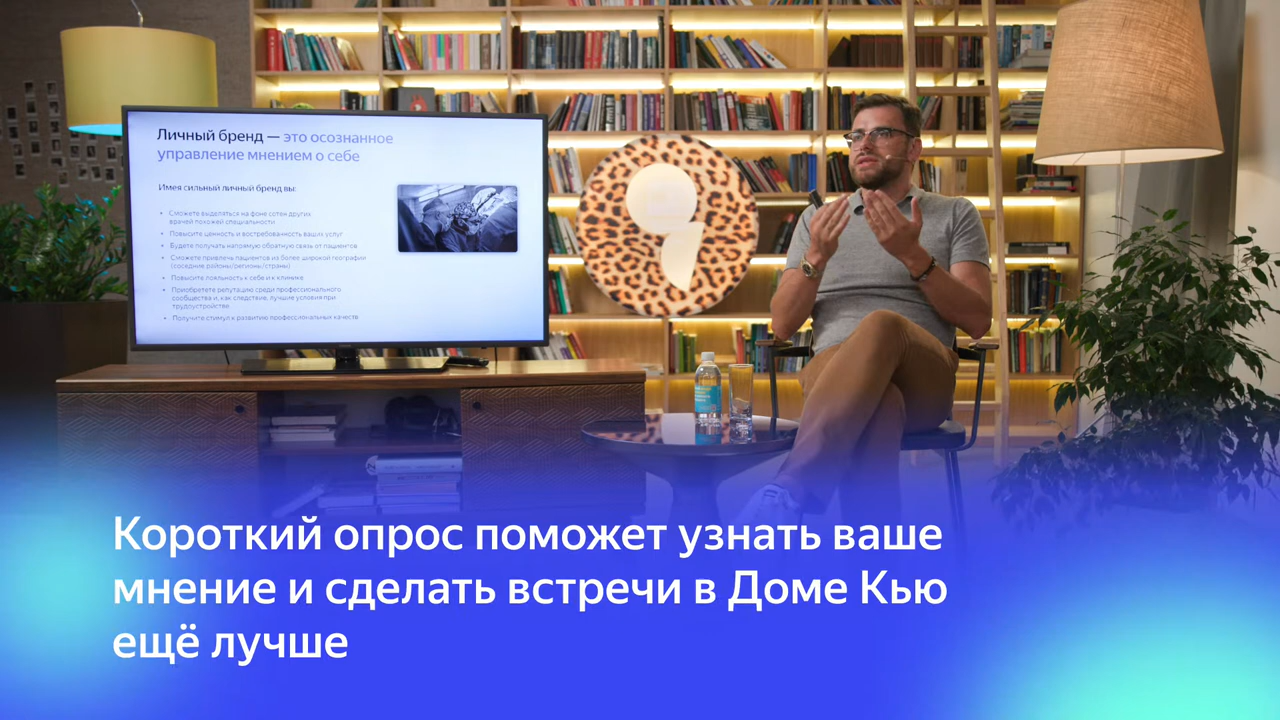 Личный бренд — это осознанное
управление мнением о себе
Имея сильный личный бренд вы:
• Сможете выделяться на фоне сотен других
врачей похожей специальности
• Повысите ценность и востребованность ваших услуг
• Будете получать напрямую обратную связь от пациентов
• Сможете привлечь пациентов из более широкой географии
(соседние районы/регионы/страны)
• Повысите лояльность к себе и к клинике
• Приобретете репутацию среди профессионального
сообщества и, как следствие, лучшие условия при
трудоустройстве
• Получите стимул к развитию профессиональных качеств
Короткий опрос поможет узнать ваше
мнение и сделать встречи в Доме Кью
ещё лучше